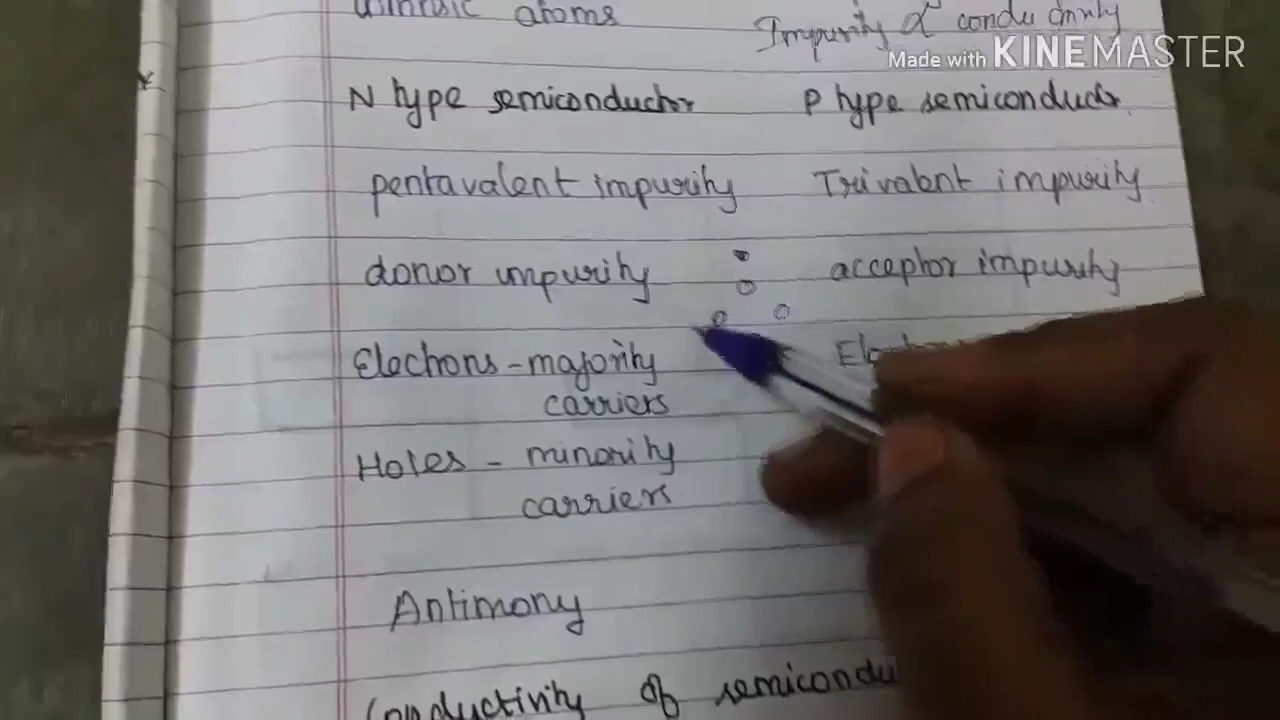 atoms
Impurity α conductivity
Made with KINEMASTER
N type semiconductor P type semiconductor
pentavalent impurity Trivalent impurity
donor impurity acceptor impurity
Electrons - majority
carriers
Holes - minority
carriers
Antimony
Conductivity of